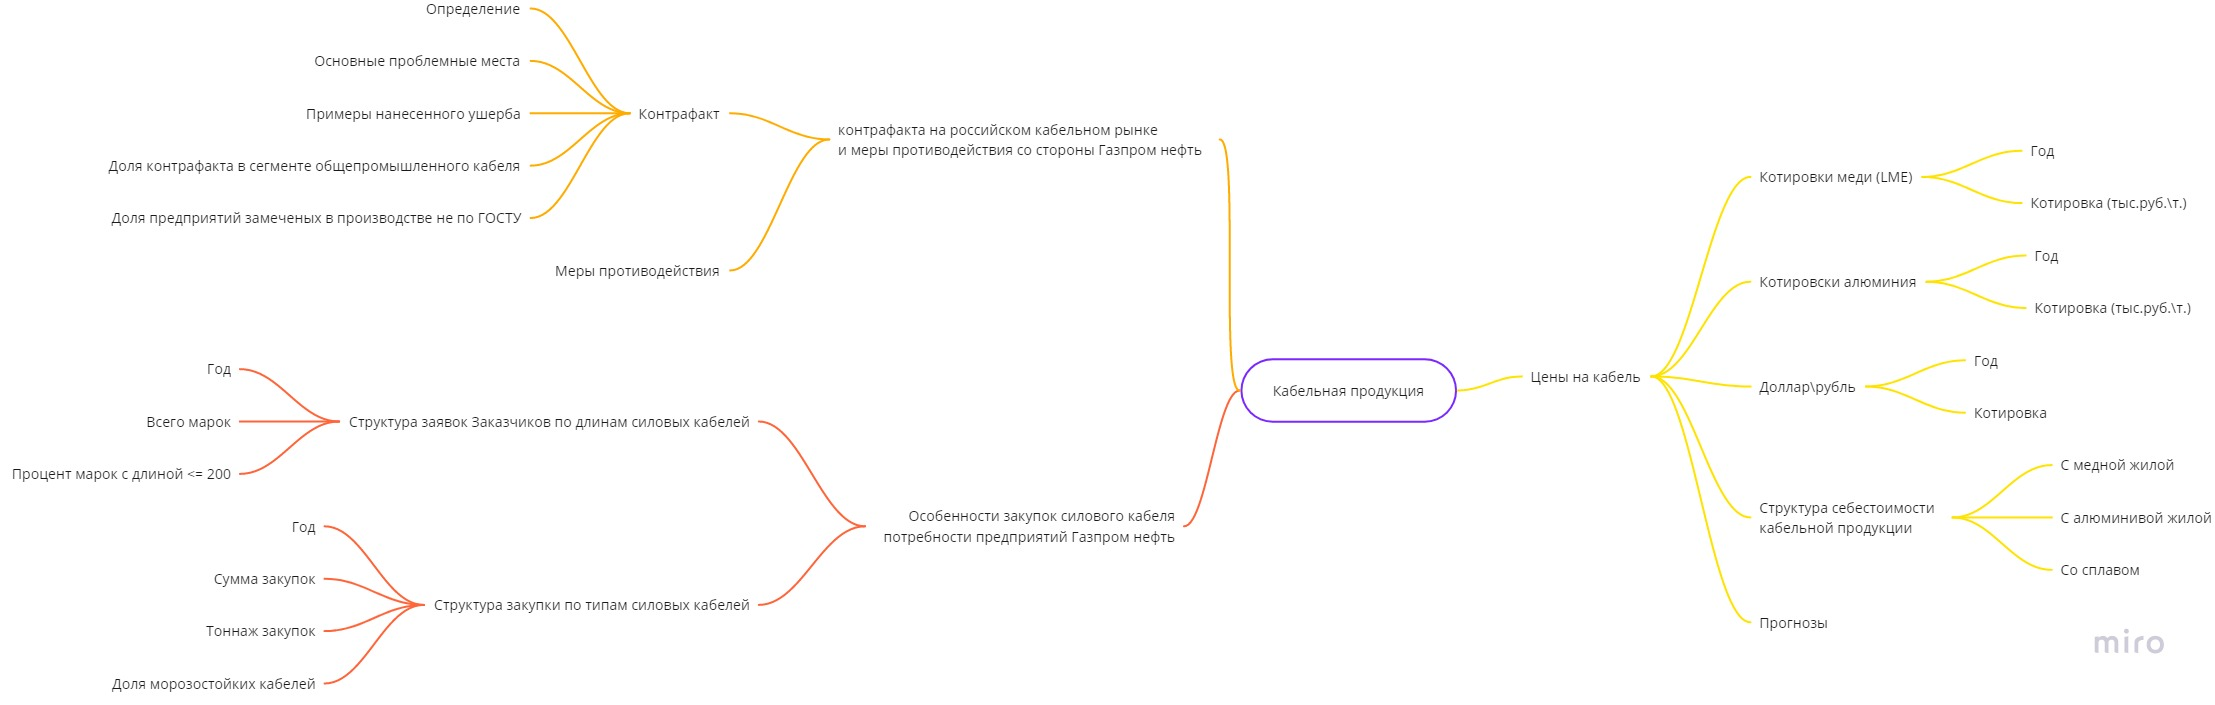 Определение
Основные проблемные места
Примеры нанесенного ущерба
Доля контрафакта в сегменте общепромышленного кабеля
Доля предприятий замеченых в производстве не по ГОСТУ
Контрафакт
Меры противодействия
контрафакта на российском кабельном рынке
и меры противодействия со стороны Газпром нефть
Год
Всего марок
Процент марок с длиной <= 200
Структура заявок Заказчиков по длинам силовых кабелей
Год
Сумма закупок
Тоннаж закупок
Доля морозостойких кабелей
Структура закупки по типам силовых кабелей
Особенности закупок силового кабеля
потребности предприятий Газпром нефть
Кабельная продукция
Цены на кабель
Котировки меди (LME)
Год
Котировка (тыс.руб.\т.)
Котировски алюминия
Год
Котировка (тыс.руб.\т.)
Доллар\рубль
Год
Котировка
Структура себестоимости
кабельной продукции
С медной жилой
С алюминивой жилой
Со сплавом
Прогнозы
miro